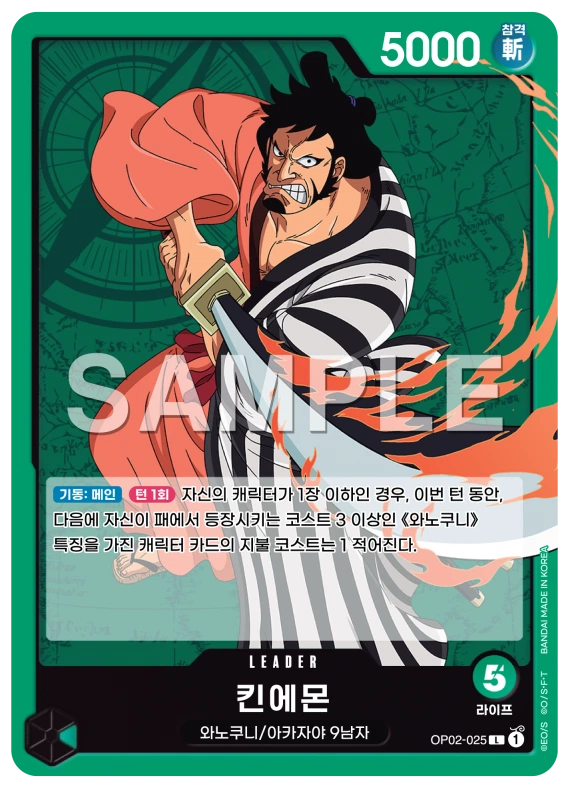 5000
참격
斬
SAMPLE
기동: 메인 턴 1회 자신의 캐릭터가 1장 이하인 경우, 이번 턴 동안,
다음에 자신이 패에서 등장시키는 코스트 3 이상인 《와노쿠니》
특징을 가진 캐릭터 카드의 지불 코스트는 1 적어진다.
LEADER
킨에몬
5
라이프
와노쿠니/아카자야 9남자
OP02-025 L 1
©E.O/S ©O/S·F·T BANDAI MADE IN KOREA